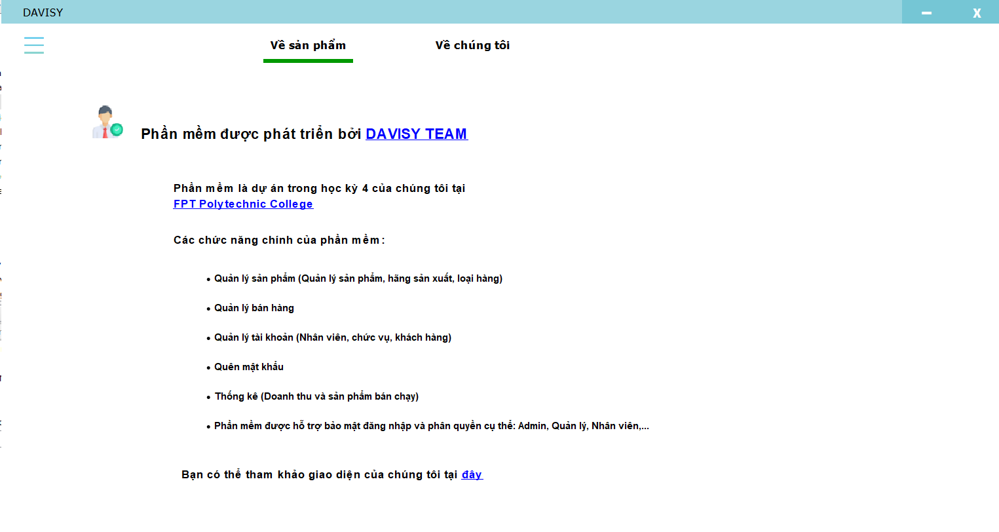 DAVISY
X
Về sản phẩm
Về chúng tôi
Phần mềm được phát triển bởi DAVISY TEAM
Phần mềm là dự án trong học kỳ 4 của chúng tôi tại
FPT Polytechnic College
Các chức năng chính của phần mềm:
• Quản lý sản phẩm (Quản lý sản phẩm, hãng sản xuất, loại hàng)
• Quản lý bán hàng
• Quản lý tài khoản (Nhân viên, chức vụ, khách hàng)
• Quên mật khẩu
• Thống kê (Doanh thu và sản phẩm bán chạy)
• Phần mềm được hỗ trợ bảo mật đăng nhập và phân quyền cụ thể: Admin, Quản lý, Nhân viên,...
Bạn có thể tham khảo giao diện của chúng tôi tại đây